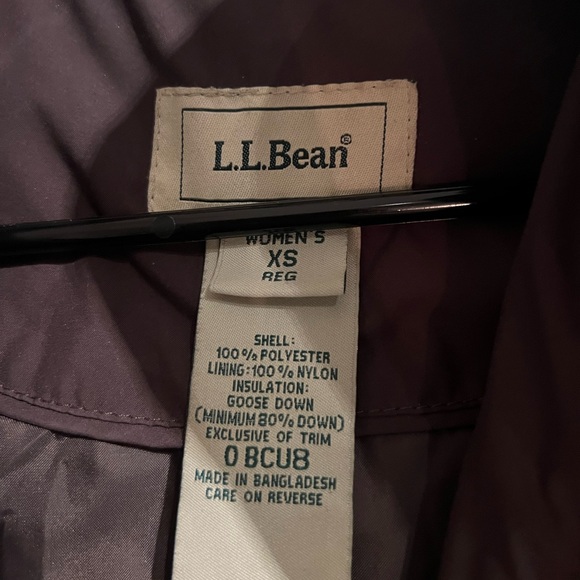 L.L.Bean®
WOMEN'S
XS
REG
SHELL:
100% POLYESTER
LINING:100% NYLON
INSULATION:
GOOSE DOWN
(MINIMUM 80% DOWN)
EXCLUSIVE OF TRIM
0 BCU8
MADE IN BANGLADESH
CARE ON REVERSE